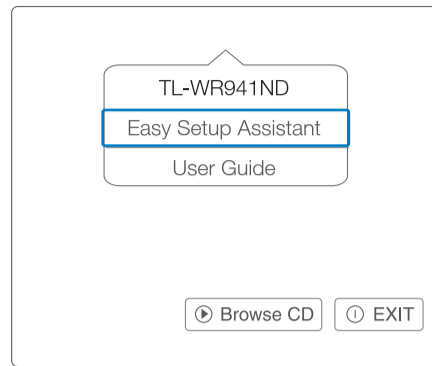 TL-WR941ND
Easy Setup Assistant
User Guide
Browse CD
EXIT